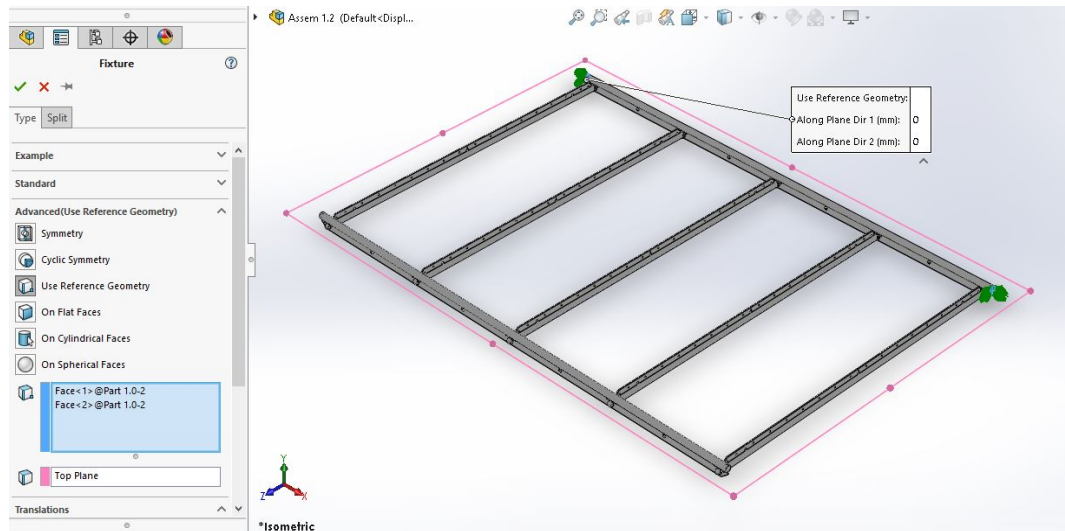 Assem 1.2 (Default<Displ...
Fixture
Type
Split
Example
Standard
Advanced(Use Reference Geometry)
Symmetry
Cyclic Symmetry
Use Reference Geometry
On Flat Faces
On Cylindrical Faces
On Spherical Faces
Face<1>@Part 1.0-2
Face<2>@Part 1.0-2
Top Plane
Translations
Use Reference Geometry:
Along Plane Dir 1 (mm): 0
Along Plane Dir 2 (mm): 0
Y
Z
X
*Isometric